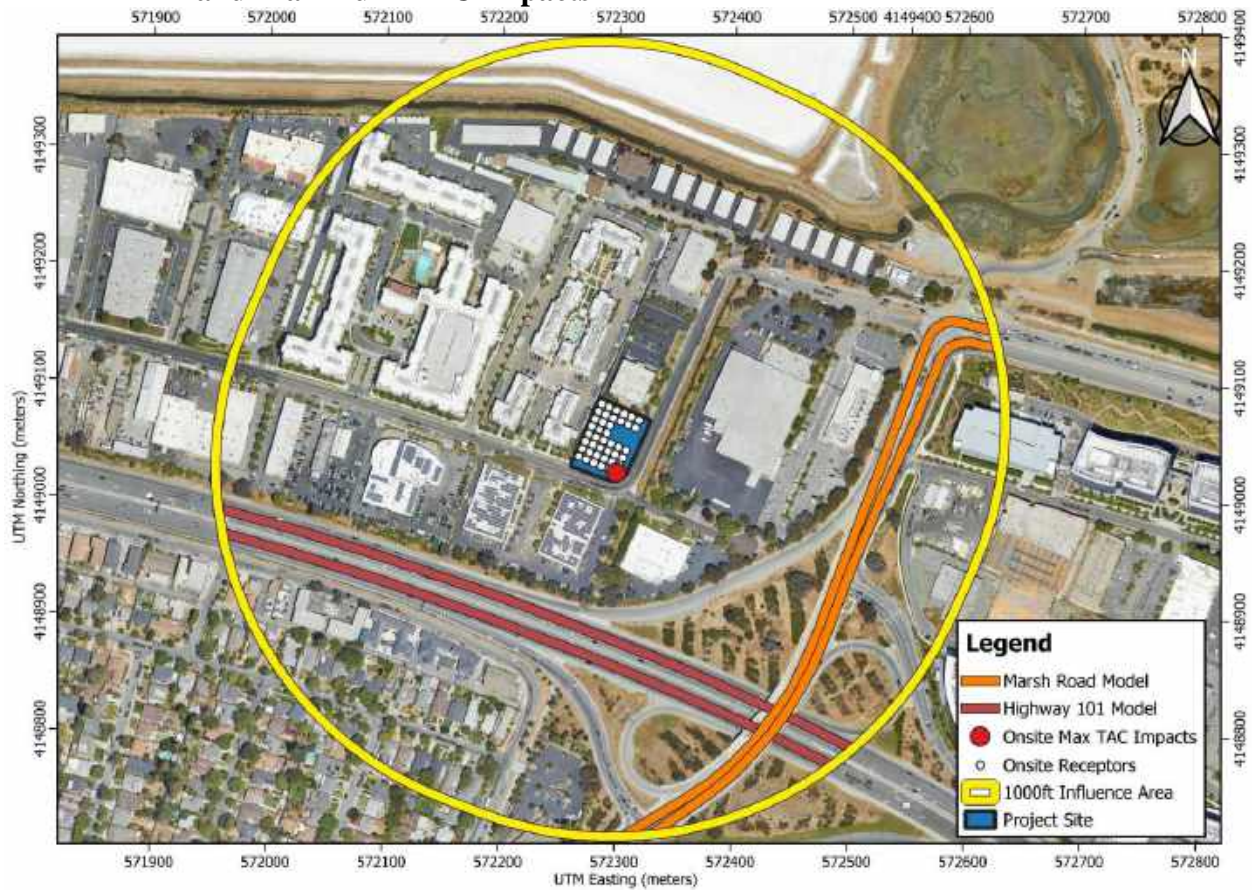 571900 572000 572100 572200 572300 572400 572500 4149400 572600 572700 572800
4149400
N
4149300
4149300
4149200
4149200
4149100
4149100
4149000
4149000
4148900
4148900
4148800
4148800
UTM Northing (meters)
Legend
Marsh Road Model
Highway 101 Model
Onsite Max TAC Impacts
Onsite Receptors
1000ft Influence Area
Project Site
571900 572000 572100 572200 572300 572400 572500 572600 572700 572800
UTM Easting (meters)